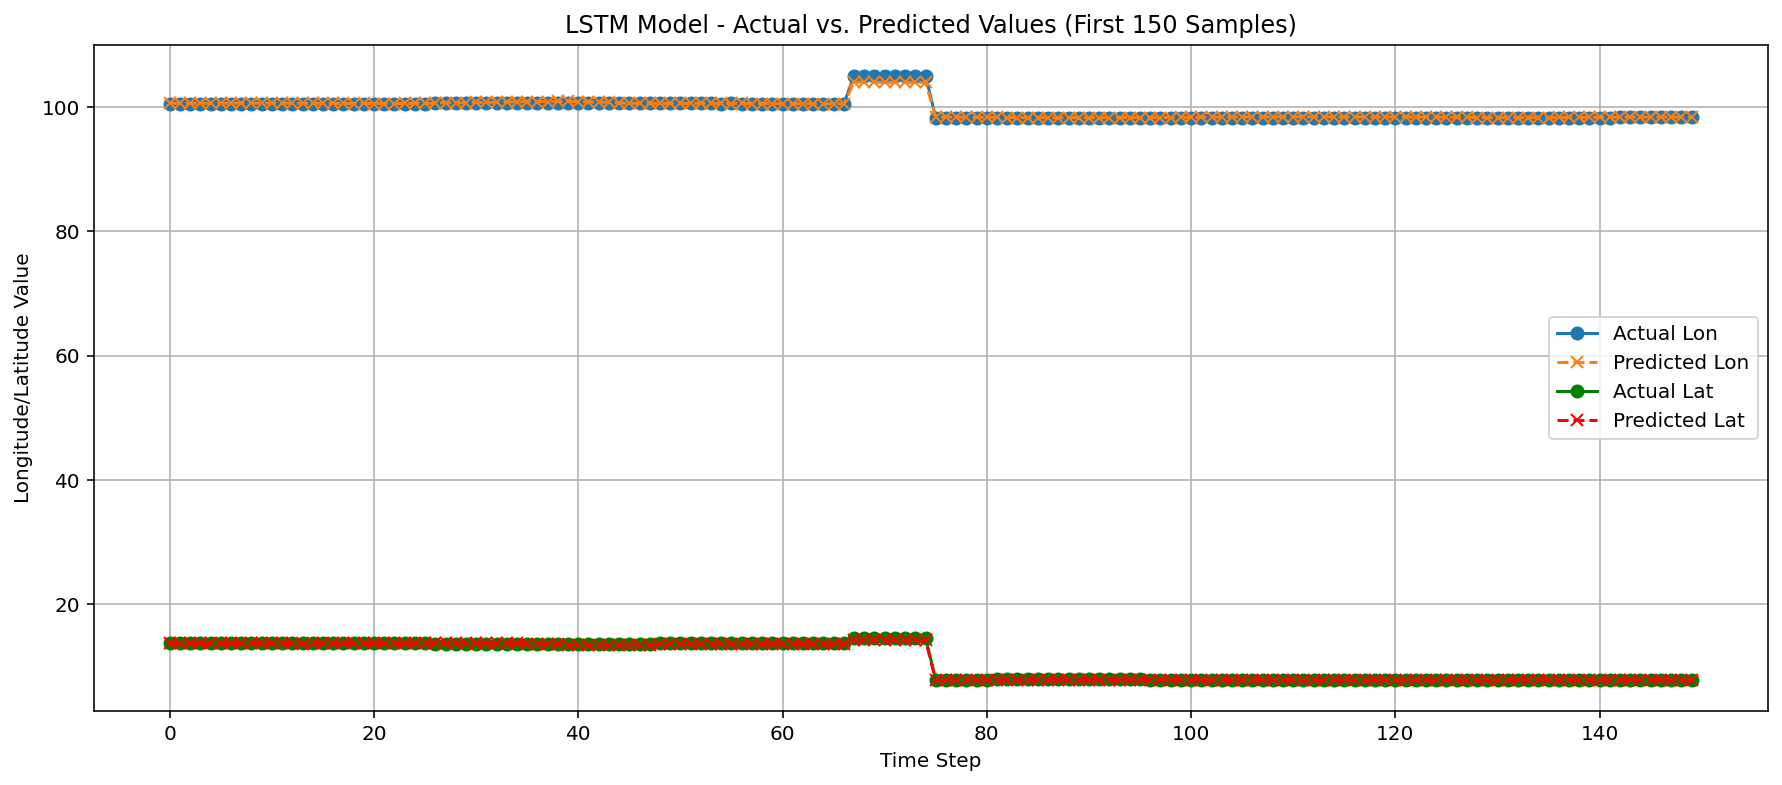 LSTM Model - Actual vs. Predicted Values (First 150 Samples)
Longitude/Latitude Value
100
80
60
40
20
Actual Lon
Predicted Lon
Actual Lat
Predicted Lat
0 20 40 60 80 100 120 140
Time Step